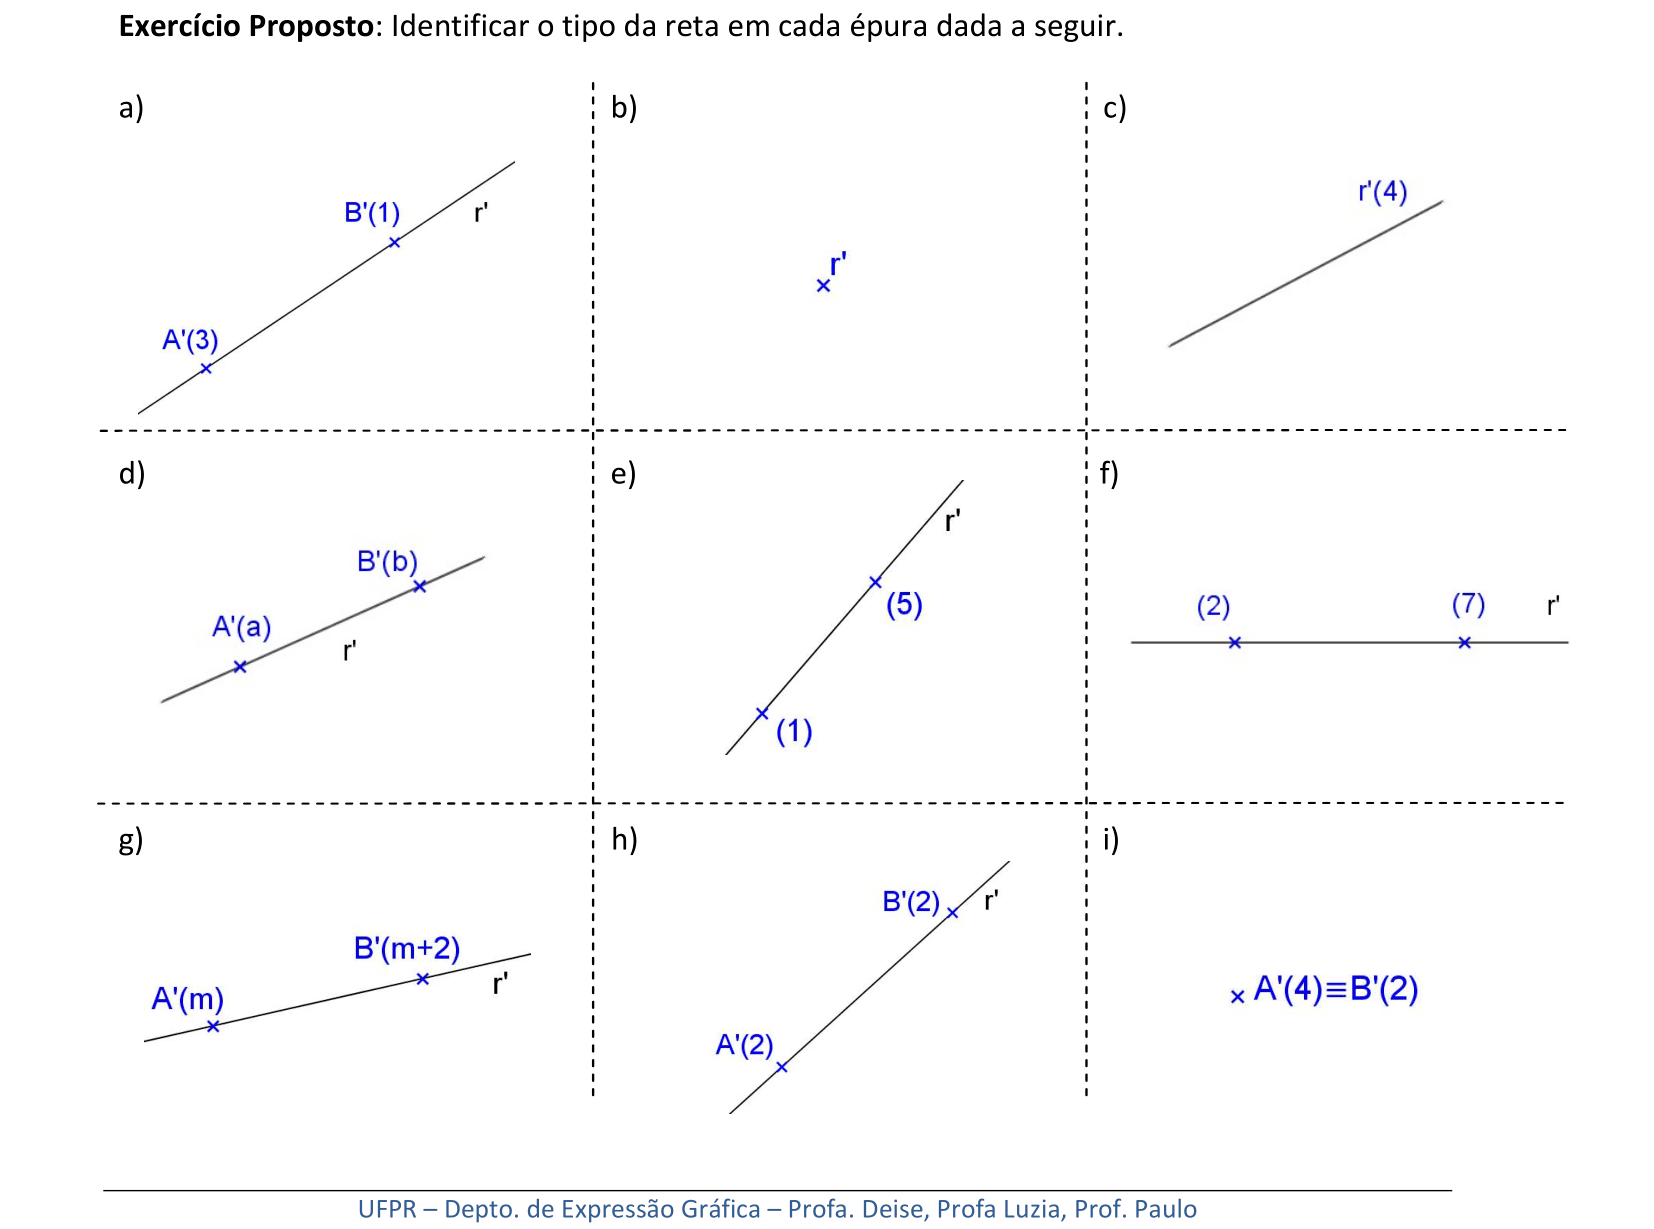 Exercício Proposto: Identificar o tipo da reta em cada épura dada a seguir.
a)
B'(1)
r'
A'(3)
b)
r'
c)
r'(4)
d)
B'(b)
A'(a)
r'
e)
r'
(5)
(1)
f)
(2) (7) r'
g)
B'(m+2)
r'
A'(m)
h)
B'(2) r'
A'(2)
i)
A'(4)≡B'(2)
UFPR – Depto. de Expressão Gráfica – Profa. Deise, Profa Luzia, Prof. Paulo